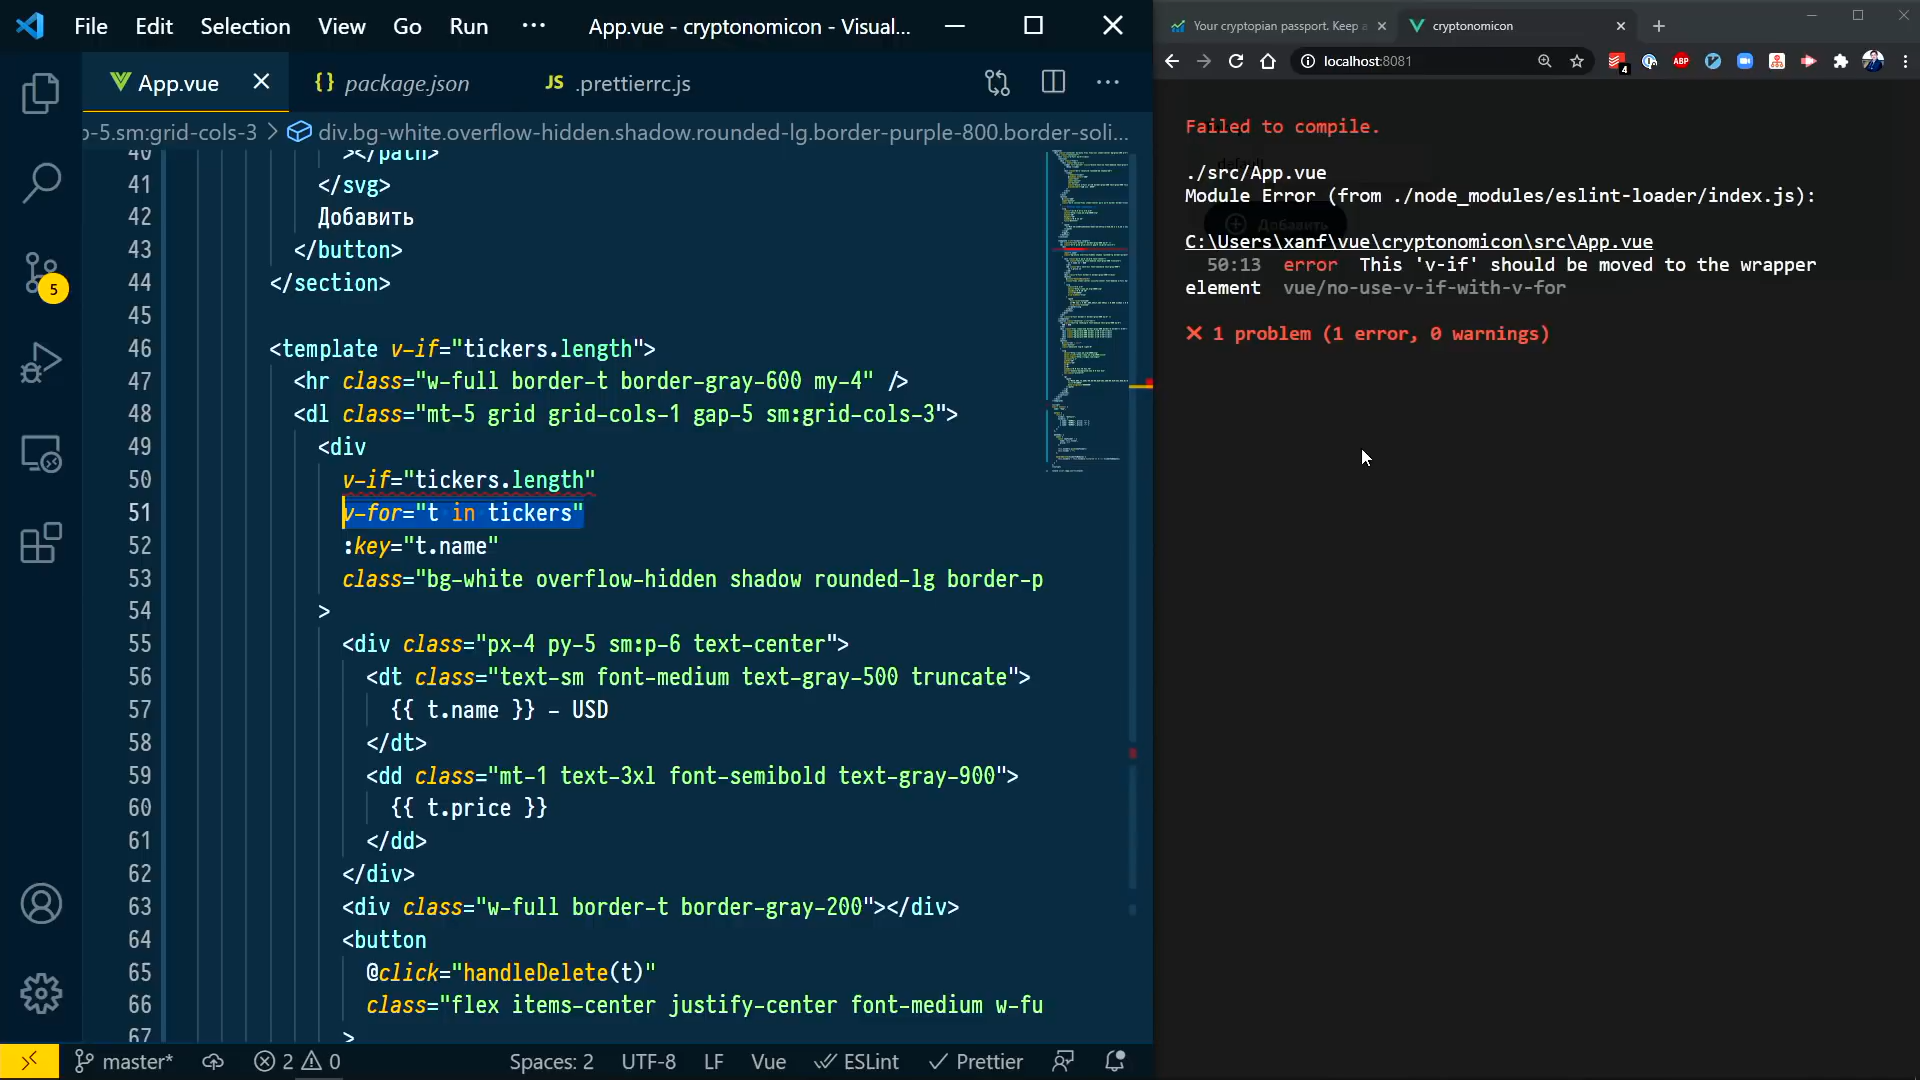 File Edit Selection View Go Run ··· App.vue - cryptonomicon - Visual...
App.vue package.json JS .prettierrc.js
p-5.sm:grid-cols-3 > div.bg-white.overflow-hidden.shadow.rounded-lg.border-purple-800.border-soli...
40 ></path>
41 </svg>
42 Добавить
43 </button>
44 </section>
45
46 <template v-if="tickers.length">
47 <hr class="w-full border-t border-gray-600 my-4" />
48 <dl class="mt-5 grid grid-cols-1 gap-5 sm:grid-cols-3">
49 <div
50 v-if="tickers.length"
51 v-for="t in tickers"
52 :key="t.name"
53 class="bg-white overflow-hidden shadow rounded-lg border-p
54 >
55 <div class="px-4 py-5 sm:p-6 text-center">
56 <dt class="text-sm font-medium text-gray-500 truncate">
57 {{ t.name }} - USD
58 </dt>
59 <dd class="mt-1 text-3xl font-semibold text-gray-900">
60 {{ t.price }}
61 </dd>
62 </div>
63 <div class="w-full border-t border-gray-200"></div>
64 <button
65 @click="handleDelete(t)"
66 class="flex items-center justify-center font-medium w-fu
67 >
5
master* 2 0 Spaces: 2 UTF-8 LF Vue ESLint Prettier
Your cryptopian passport. Keep a cryptonomicon
localhost:8081 4 ABP
Failed to compile.
default
./src/App.vue
Module Error (from ./node_modules/eslint-loader/index.js):
Добавить
C:\Users\xanf\vue\cryptonomicon\src\App.vue
50:13 error This 'v-if' should be moved to the wrapper
element vue/no-use-v-if-with-v-for
✕ 1 problem (1 error, 0 warnings)